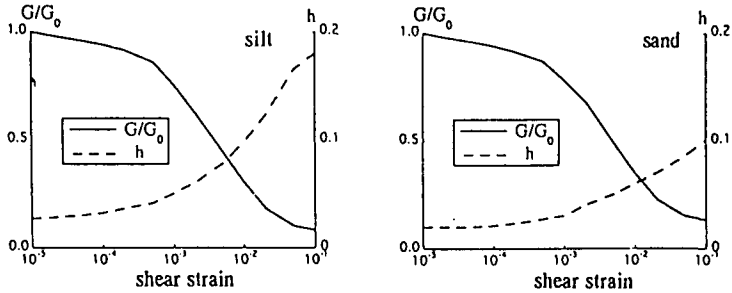 G/G₀ h
1.0 0.2
silt
0.5 0.1
G/G₀
h
0.0 0
10⁻⁵ 10⁻⁴ 10⁻³ 10⁻² 10⁻¹
shear strain
G/G₀ h
1.0 0.2
sand
0.5 0.1
G/G₀
h
0.0 0
10⁻⁵ 10⁻⁴ 10⁻³ 10⁻² 10⁻¹
shear strain